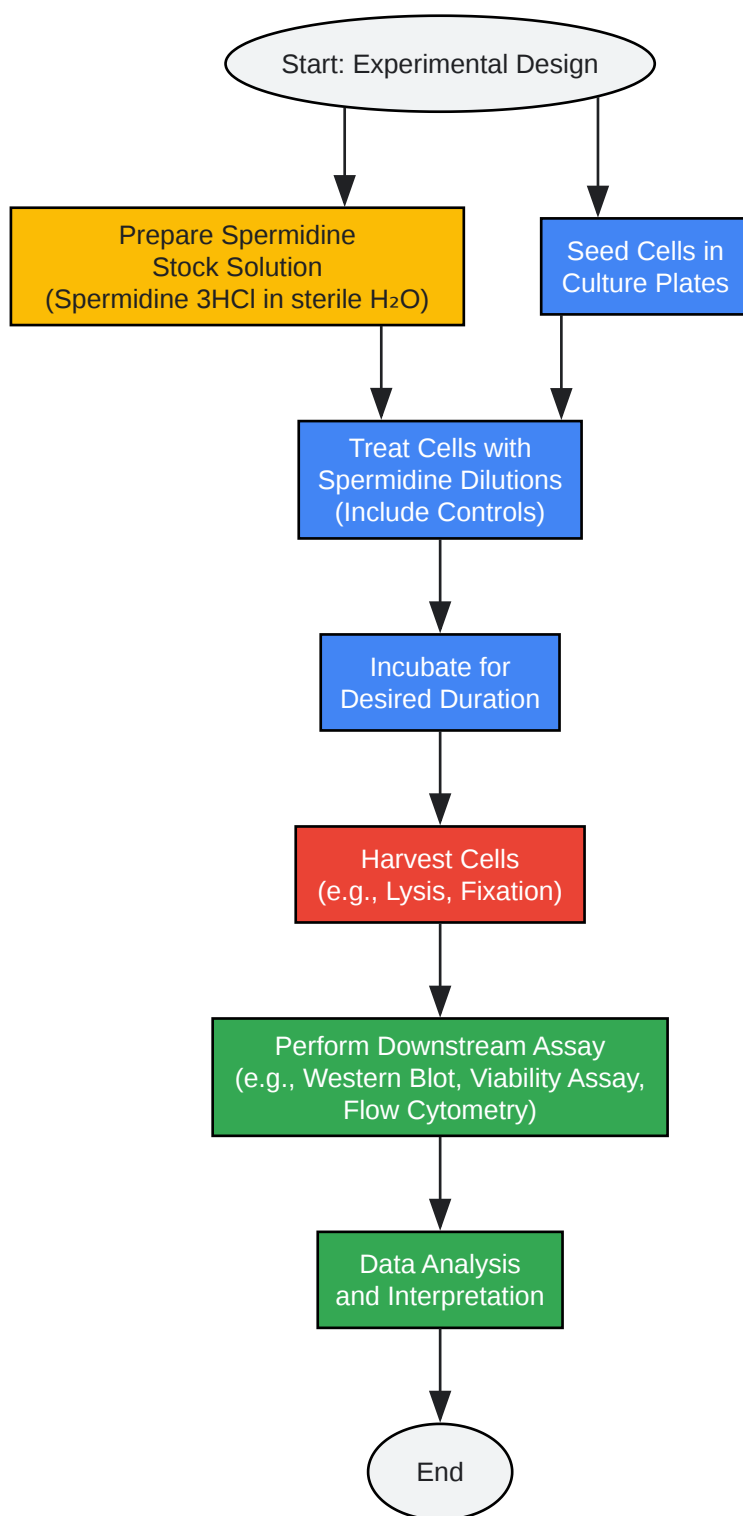 Start: Experimental Design
Prepare Spermidine
Stock Solution
(Spermidine 3HCl in sterile H₂O)
Seed Cells in
Culture Plates
Treat Cells with
Spermidine Dilutions
(Include Controls)
Incubate for
Desired Duration
Harvest Cells
(e.g., Lysis, Fixation)
Perform Downstream Assay
(e.g., Western Blot, Viability Assay,
Flow Cytometry)
Data Analysis
and Interpretation
End